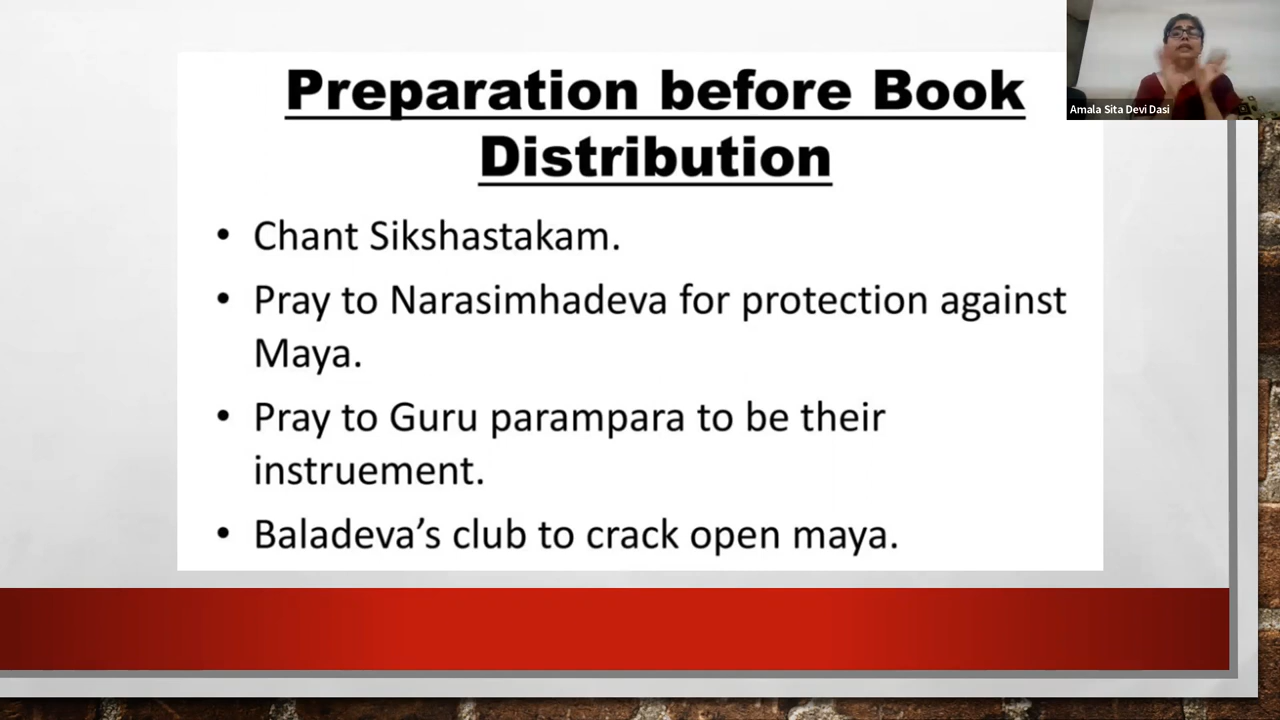 Preparation before Book
Distribution
• Chant Sikshastakam.
• Pray to Narasimhadeva for protection against
Maya.
• Pray to Guru parampara to be their
instruement.
• Baladeva’s club to crack open maya.
Amala Sita Devi Dasi